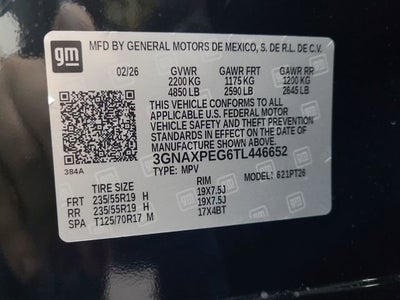 gm
MFD BY GENERAL MOTORS DE MEXICO, S. DE R.L. DE C.V.
02/26 GVWR GAWR FRT GAWR RR
2200 KG 1175 KG 1200 KG
4850 LB 2590 LB 2645 LB
THIS VEHICLE CONFORMS TO ALL
APPLICABLE U.S. FEDERAL MOTOR
VEHICLE SAFETY AND THEFT PREVENTION
STANDARDS IN EFFECT ON THE DATE
OF MANUFACTURE SHOWN ABOVE.
3GNAXPEG6TL446652
384A TYPE: MPV MODEL: 621PT26
TIRE SIZE RIM
FRT 235/55R19 H 19X7.5J
RR 235/55R19 H 19X7.5J
SPA T125/70R17 M 17X4BT